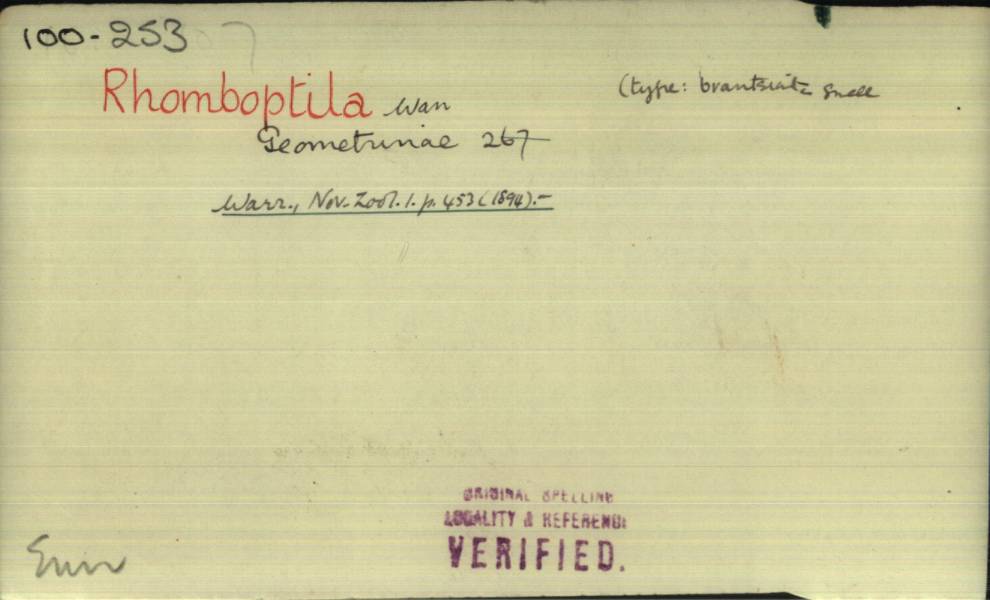 100-253
Rhomboptila Warr (type: brantsiata Snell
Geometrinae 267
Warr., Nov. Zool. 1. p. 453 (1894).-
ORIGINAL SPELLING
LOCALITY & REFERENCE
VERIFIED.